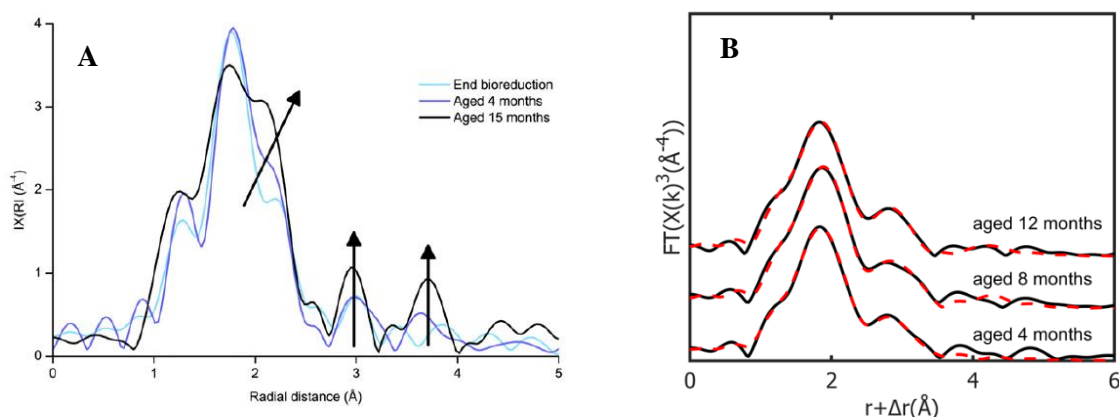 A
IX(R)I (Å⁻⁴)
4
3
2
1
0
End bioreduction
Aged 4 months
Aged 15 months
0 1 2 3 4 5
Radial distance (Å)
B
FT(X(k)³(Å⁻⁴))
aged 12 months
aged 8 months
aged 4 months
0 2 4 6
r+Δr(Å)